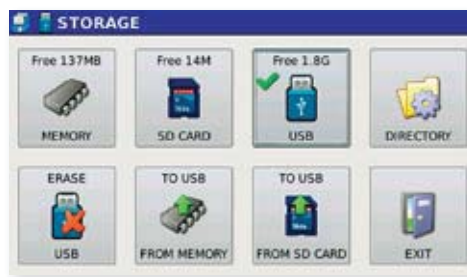 STORAGE
Free 137MB
Free 14M
Free 1.8G
MEMORY
SD CARD
USB
DIRECTORY
ERASE
TO USB
TO USB
USB
FROM MEMORY
FROM SD CARD
EXIT